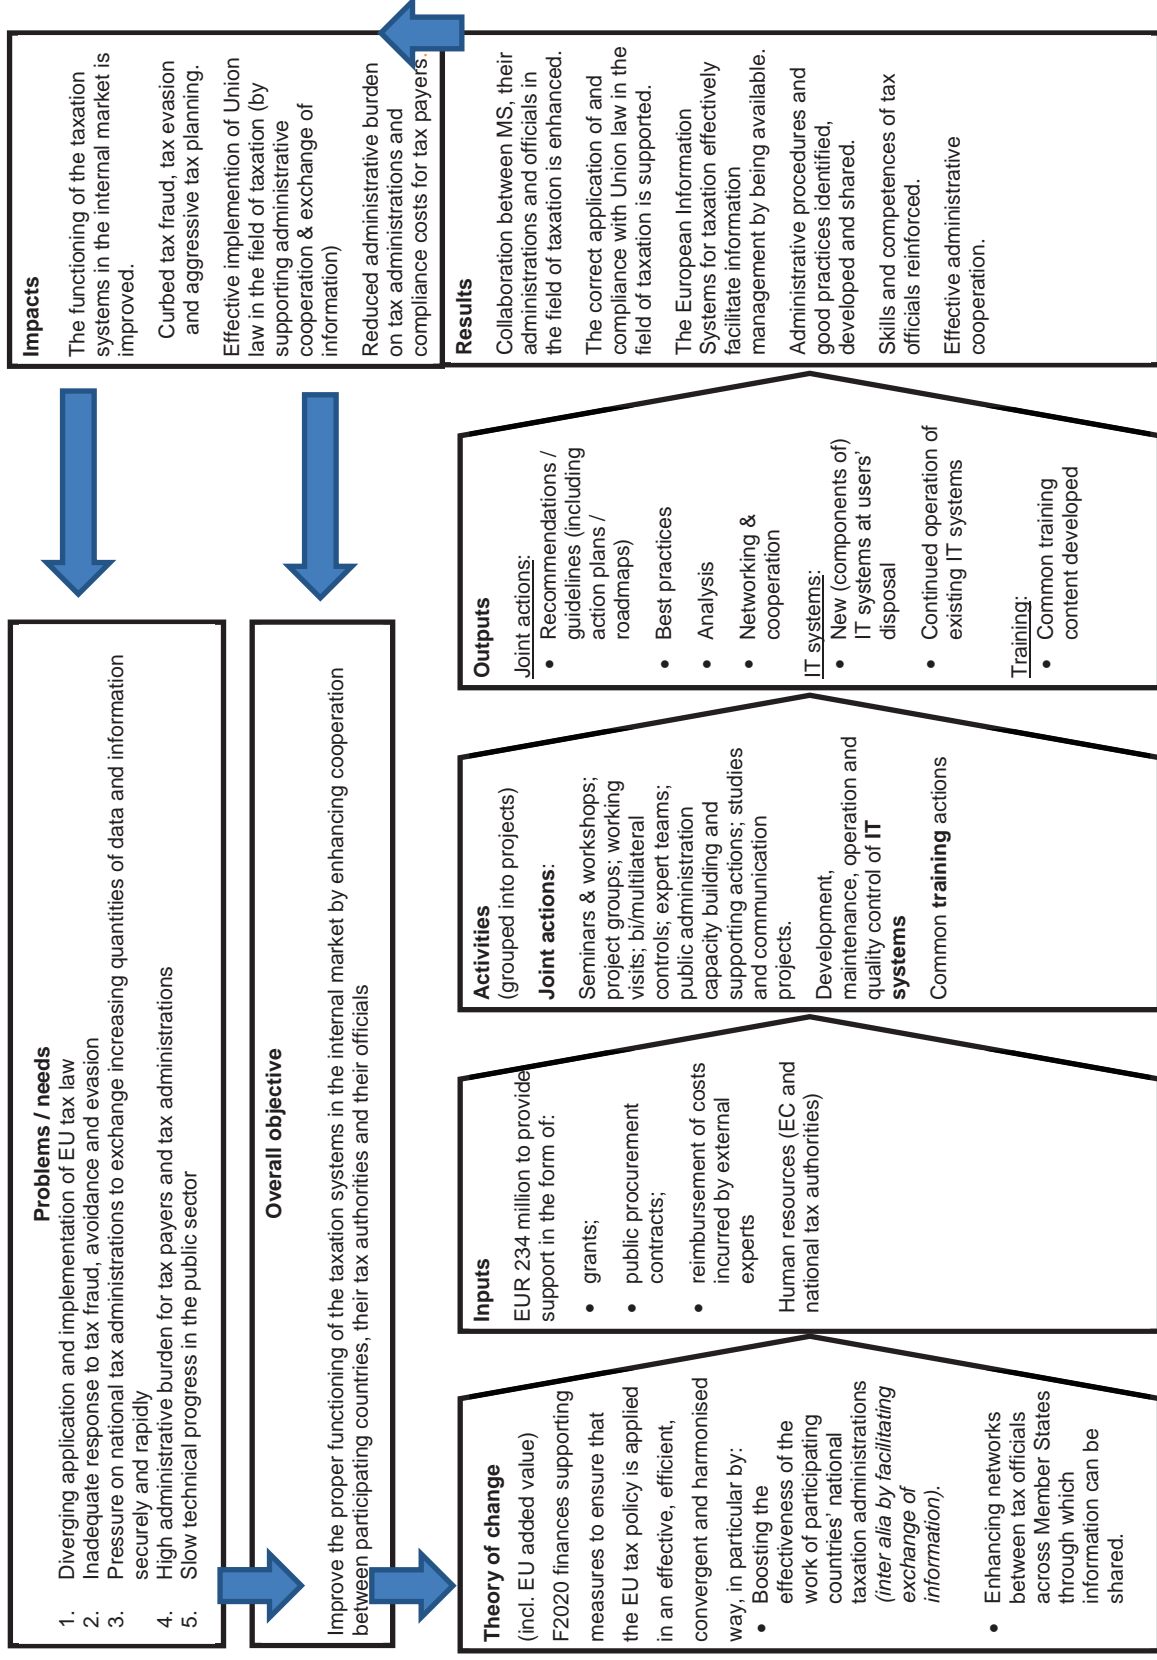 Problems / needs
1. Diverging application and implementation of EU tax law
2. Inadequate response to tax fraud, avoidance and evasion
3. Pressure on national tax administrations to exchange increasing quantities of data and information
securely and rapidly
4. High administrative burden for tax payers and tax administrations
5. Slow technical progress in the public sector
Overall objective
Improve the proper functioning of the taxation systems in the internal market by enhancing cooperation
between participating countries, their tax authorities and their officials
Theory of change
(incl. EU added value)
F2020 finances supporting
measures to ensure that
the EU tax policy is applied
in an effective, efficient,
convergent and harmonised
way, in particular by:
• Boosting the
effectiveness of the
work of participating
countries’ national
taxation administrations
(inter alia by facilitating
exchange of
information).
• Enhancing networks
between tax officials
across Member States
through which
information can be
shared.
Inputs
EUR 234 million to provide
support in the form of:
• grants;
• public procurement
contracts;
• reimbursement of costs
incurred by external
experts
Human resources (EC and
national tax authorities)
Activities
(grouped into projects)
Joint actions:
Seminars & workshops;
project groups; working
visits; bi/multilateral
controls; expert teams;
public administration
capacity building and
supporting actions; studies
and communication
projects.
Development,
maintenance, operation and
quality control of IT
systems
Common training actions
Outputs
Joint actions:
• Recommendations /
guidelines (including
action plans /
roadmaps)
• Best practices
• Analysis
• Networking &
cooperation
IT systems:
• New (components of)
IT systems at users’
disposal
• Continued operation of
existing IT systems
Training:
• Common training
content developed
Impacts
The functioning of the taxation
systems in the internal market is
improved.
Curbed tax fraud, tax evasion
and aggressive tax planning.
Effective implemention of Union
law in the field of taxation (by
supporting administrative
cooperation & exchange of
information)
Reduced administrative burden
on tax administrations and
compliance costs for tax payers.
Results
Collaboration between MS, their
administrations and officials in
the field of taxation is enhanced.
The correct application of and
compliance with Union law in the
field of taxation is supported.
The European Information
Systems for taxation effectively
facilitate information
management by being available.
Administrative procedures and
good practices identified,
developed and shared.
Skills and competences of tax
officials reinforced.
Effective administrative
cooperation.